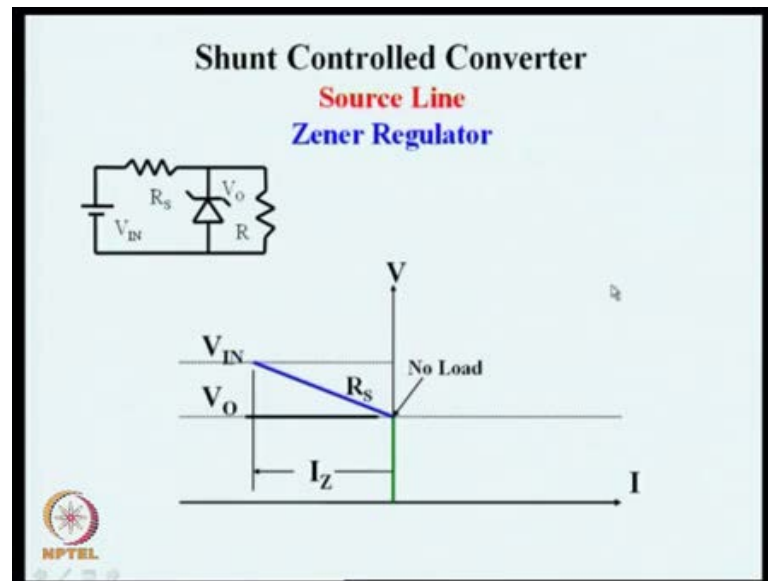 Shunt Controlled Converter
Source Line
Zener Regulator
R_S
V_O
V_IN
R
V
V_IN
No Load
R_S
V_O
I_Z
I
NPTEL